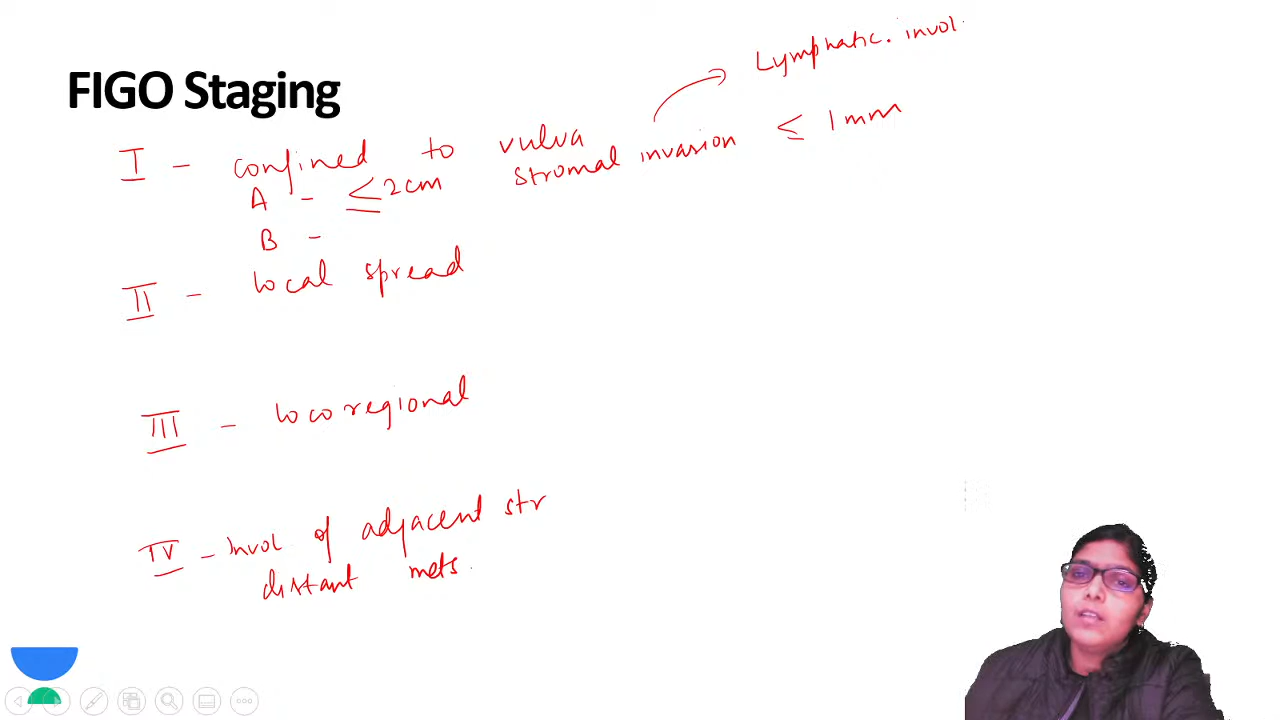 Lymphatic. invol.
FIGO Staging
I - confined to vulva
A - ≤ 2cm stromal invasion ≤ 1mm
B -
II - local spread
III - locoregional
IV - invol of adjacent str
distant mets.